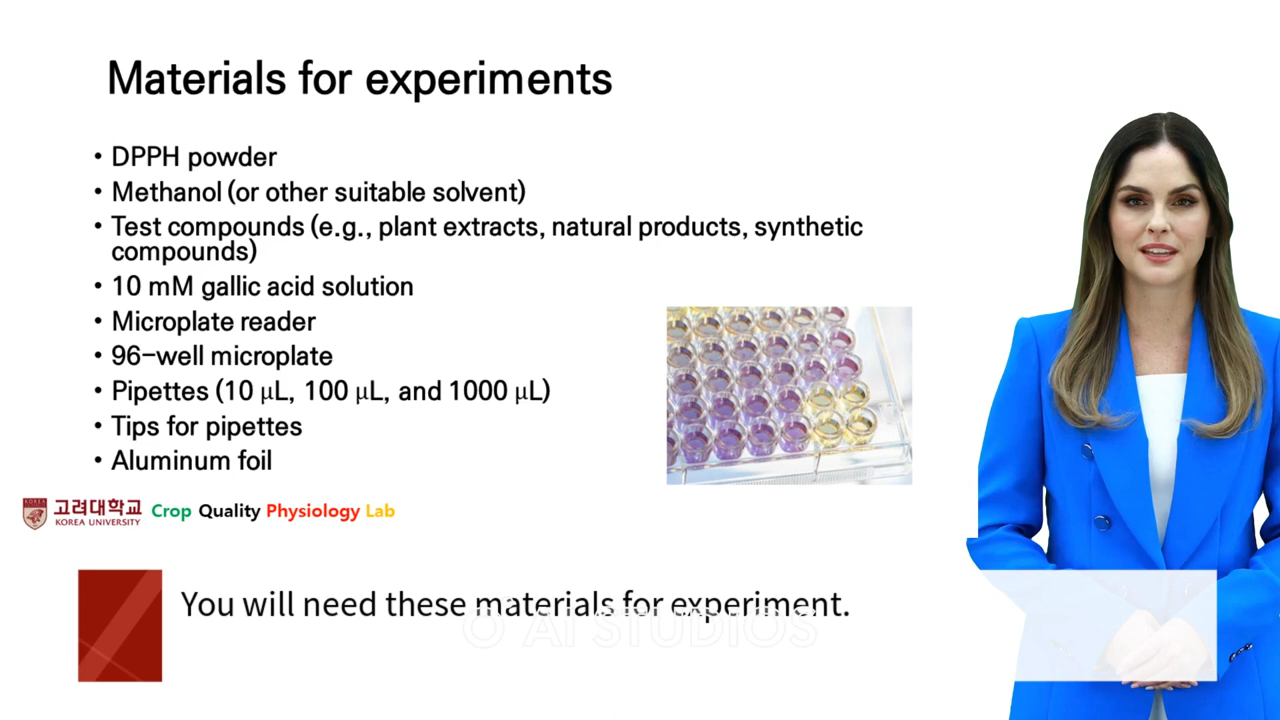 Materials for experiments
• DPPH powder
• Methanol (or other suitable solvent)
• Test compounds (e.g., plant extracts, natural products, synthetic
compounds)
• 10 mM gallic acid solution
• Microplate reader
• 96-well microplate
• Pipettes (10 μL, 100 μL, and 1000 μL)
• Tips for pipettes
• Aluminum foil
KOREA
고려대학교
KOREA UNIVERSITY
Crop Quality Physiology Lab
You will need these materials for experiment.
AI STUDIOS